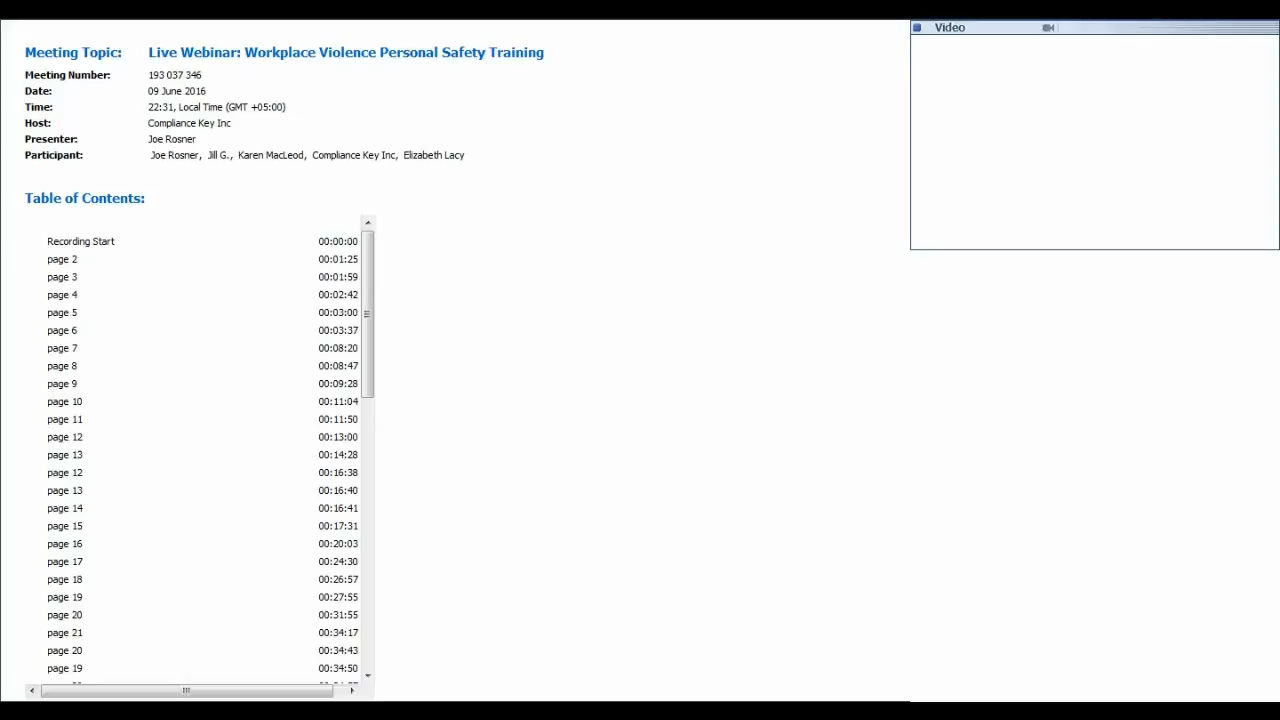 Video
Meeting Topic: Live Webinar: Workplace Violence Personal Safety Training
Meeting Number: 193 037 346
Date: 09 June 2016
Time: 22:31, Local Time (GMT +05:00)
Host: Compliance Key Inc
Presenter: Joe Rosner
Participant: Joe Rosner, Jill G., Karen MacLeod, Compliance Key Inc, Elizabeth Lacy
Table of Contents:
Recording Start 00:00:00
page 2 00:01:25
page 3 00:01:59
page 4 00:02:42
page 5 00:03:00
page 6 00:03:37
page 7 00:08:20
page 8 00:08:47
page 9 00:09:28
page 10 00:11:04
page 11 00:11:50
page 12 00:13:00
page 13 00:14:28
page 12 00:16:38
page 13 00:16:40
page 14 00:16:41
page 15 00:17:31
page 16 00:20:03
page 17 00:24:30
page 18 00:26:57
page 19 00:27:55
page 20 00:31:55
page 21 00:34:17
page 20 00:34:43
page 19 00:34:50